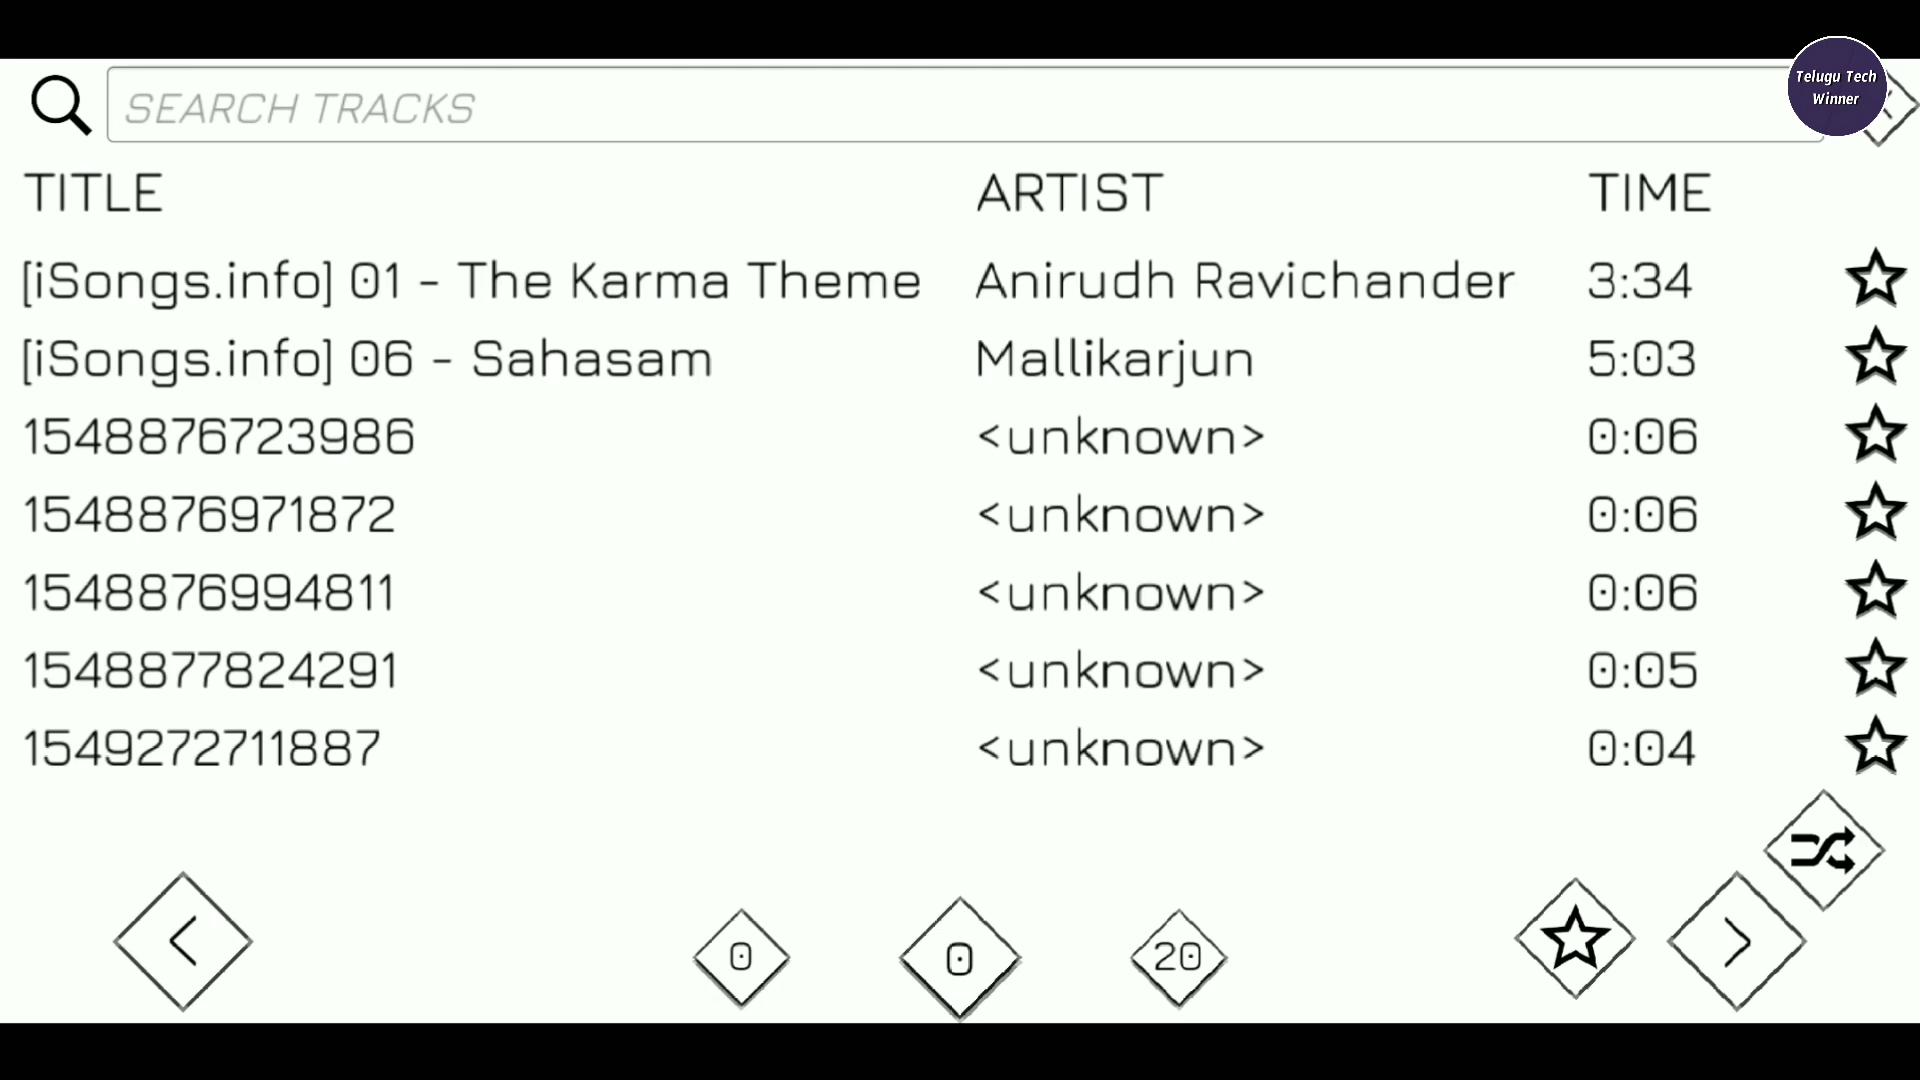 SEARCH TRACKS
Telugu Tech
Winner
TITLE ARTIST TIME
[iSongs.info] 01 - The Karma Theme Anirudh Ravichander 3:34
[iSongs.info] 06 - Sahasam Mallikarjun 5:03
1548876723986 <unknown> 0:06
1548876971872 <unknown> 0:06
1548876994811 <unknown> 0:06
1548877824291 <unknown> 0:05
1549272711887 <unknown> 0:04
< 0 0 20 >